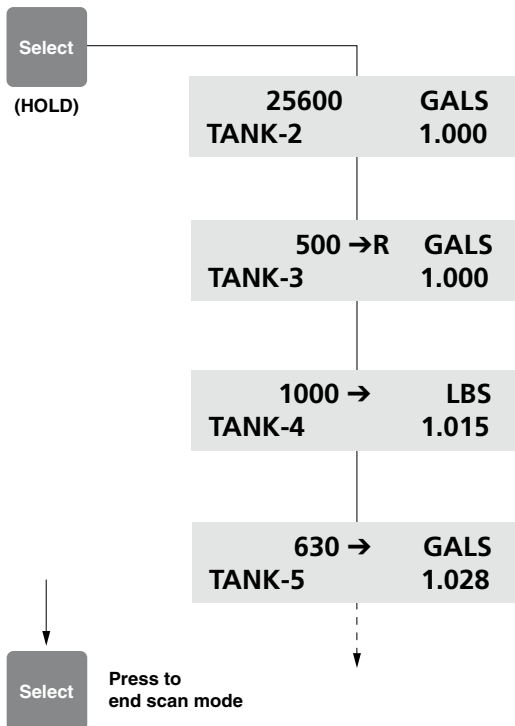 Select
(HOLD)
25600 GALS
TANK-2 1.000
500 ➔R GALS
TANK-3 1.000
1000 ➔ LBS
TANK-4 1.015
630 ➔ GALS
TANK-5 1.028
Select
Press to
end scan mode